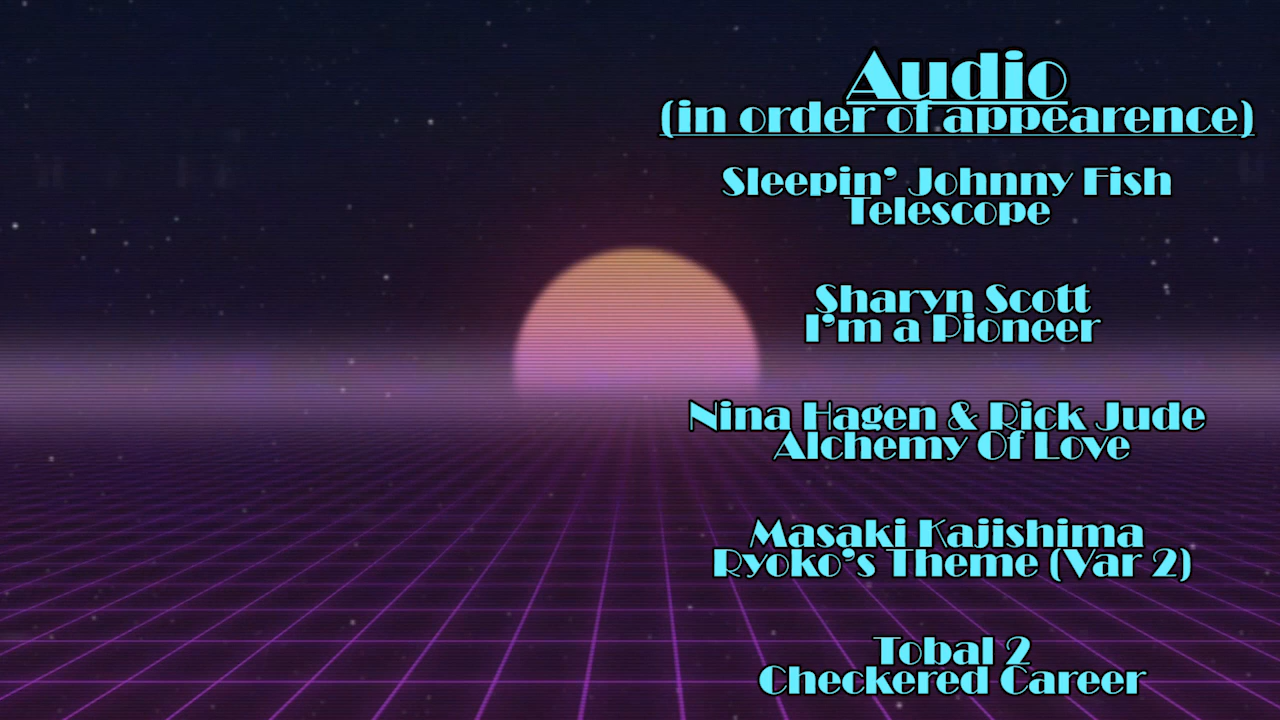 Audio
(in order of appearence)
Sleepin' Johnny Fish
Telescope
Sharyn Scott
I'm a Pioneer
Nina Hagen & Rick Jude
Alchemy Of Love
Masaki Kajishima
Ryoko's Theme (Var 2)
Tobal 2
Checkered Career